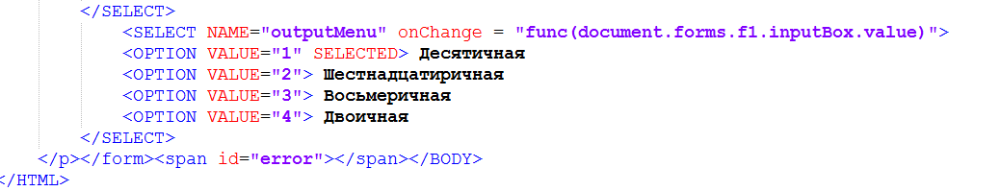 </SELECT>
<SELECT NAME="outputMenu" onChange = "func(document.forms.f1.inputBox.value)">
<OPTION VALUE="1" SELECTED> Десятичная
<OPTION VALUE="2"> Шестнадцатиричная
<OPTION VALUE="3"> Восьмеричная
<OPTION VALUE="4"> Двоичная
</SELECT>
</p></form><span id="error"></span></BODY>
</HTML>